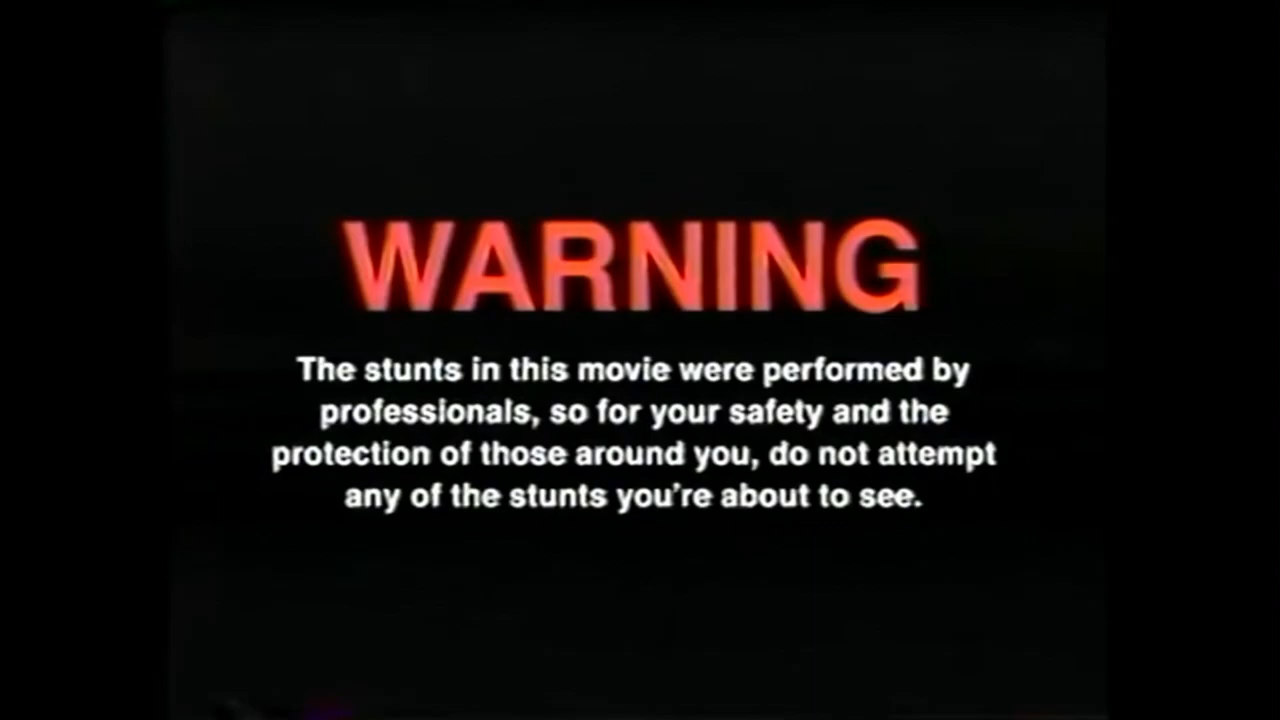 WARNING
The stunts in this movie were performed by
professionals, so for your safety and the
protection of those around you, do not attempt
any of the stunts you're about to see.